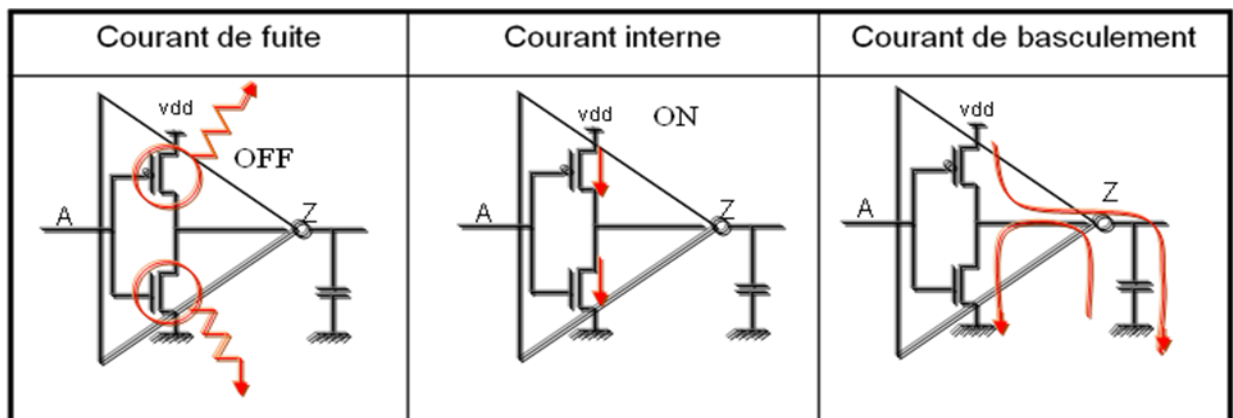 Courant de fuite
Courant interne
Courant de basculement
vdd
OFF
A
Z
vdd
ON
A
Z
vdd
A
Z